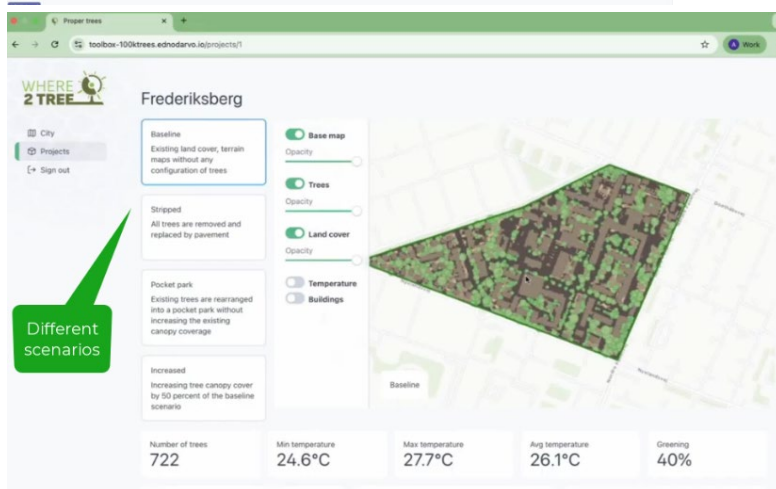 Proper trees
toolbox-100ktrees.ednodarvo.io/projects/1
Work
WHERE
2 TREE
City
Projects
Sign out
Frederiksberg
Baseline
Existing land cover, terrain
maps without any
configuration of trees
Stripped
All trees are removed and
replaced by pavement
Pocket park
Existing trees are rearranged
into a pocket park without
increasing the existing
canopy coverage
Increased
Increasing tree canopy cover
by 50 percent of the baseline
scenario
Different
scenarios
Base map
Opacity
Trees
Opacity
Land cover
Opacity
Temperature
Buildings
Baseline
Number of trees
722
Min temperature
24.6°C
Max temperature
27.7°C
Avg temperature
26.1°C
Greening
40%